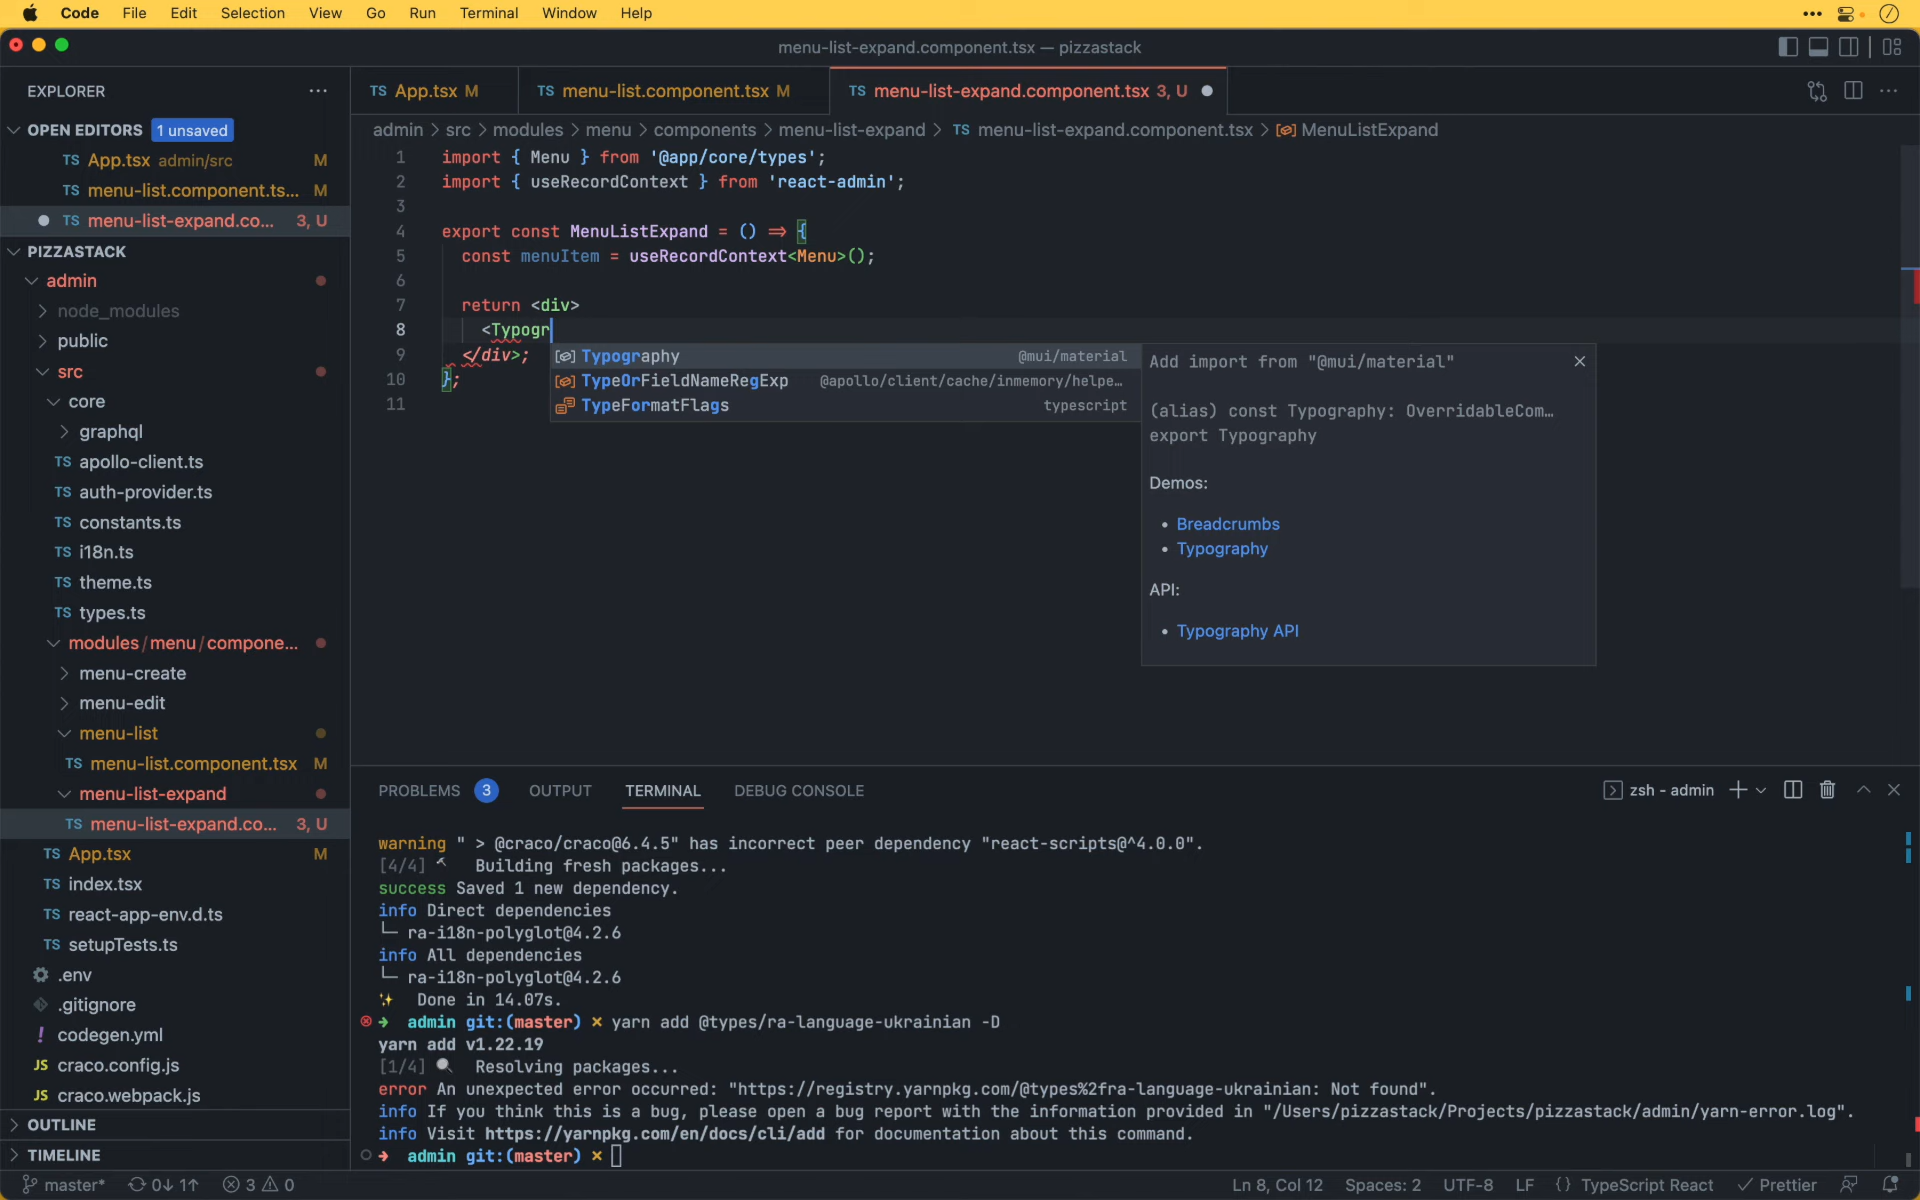 Code File Edit Selection View Go Run Terminal Window Help
menu-list-expand.component.tsx — pizzastack
EXPLORER
OPEN EDITORS 1 unsaved
TS App.tsx admin/src M
TS menu-list.component.ts... M
TS menu-list-expand.co... 3, U
PIZZASTACK
admin
node_modules
public
src
core
graphql
TS apollo-client.ts
TS auth-provider.ts
TS constants.ts
TS i18n.ts
TS theme.ts
TS types.ts
modules/menu/compone...
menu-create
menu-edit
menu-list
TS menu-list.component.tsx M
menu-list-expand
TS menu-list-expand.co... 3, U
TS App.tsx M
TS index.tsx
TS react-app-env.d.ts
TS setupTests.ts
.env
.gitignore
! codegen.yml
JS craco.config.js
JS craco.webpack.js
OUTLINE
TIMELINE
TS App.tsx M TS menu-list.component.tsx M TS menu-list-expand.component.tsx 3, U
admin > src > modules > menu > components > menu-list-expand > TS menu-list-expand.component.tsx > MenuListExpand
1 import { Menu } from '@app/core/types';
2 import { useRecordContext } from 'react-admin';
3
4 export const MenuListExpand = () => {
5 const menuItem = useRecordContext<Menu>();
6
7 return <div>
8 <Typogr
9 </div>;
10 };
11
Typography @mui/material
TypeOrFieldNameRegExp @apollo/client/cache/inmemory/helpe…
TypeFormatFlags typescript
Add import from "@mui/material"
(alias) const Typography: OverridableCom…
export Typography
Demos:
• Breadcrumbs
• Typography
API:
• Typography API
PROBLEMS 3 OUTPUT TERMINAL DEBUG CONSOLE zsh - admin
warning " > @craco/craco@6.4.5" has incorrect peer dependency "react-scripts@^4.0.0".
[4/4] Building fresh packages...
success Saved 1 new dependency.
info Direct dependencies
└─ ra-i18n-polyglot@4.2.6
info All dependencies
└─ ra-i18n-polyglot@4.2.6
✨ Done in 14.07s.
➜ admin git:(master) ✗ yarn add @types/ra-language-ukrainian -D
yarn add v1.22.19
[1/4] 🔍 Resolving packages...
error An unexpected error occurred: "https://registry.yarnpkg.com/@types%2fra-language-ukrainian: Not found".
info If you think this is a bug, please open a bug report with the information provided in "/Users/pizzastack/Projects/pizzastack/admin/yarn-error.log".
info Visit https://yarnpkg.com/en/docs/cli/add for documentation about this command.
➜ admin git:(master) ✗
master* 0↓ 1↑ 3 0 Ln 8, Col 12 Spaces: 2 UTF-8 LF {} TypeScript React Prettier